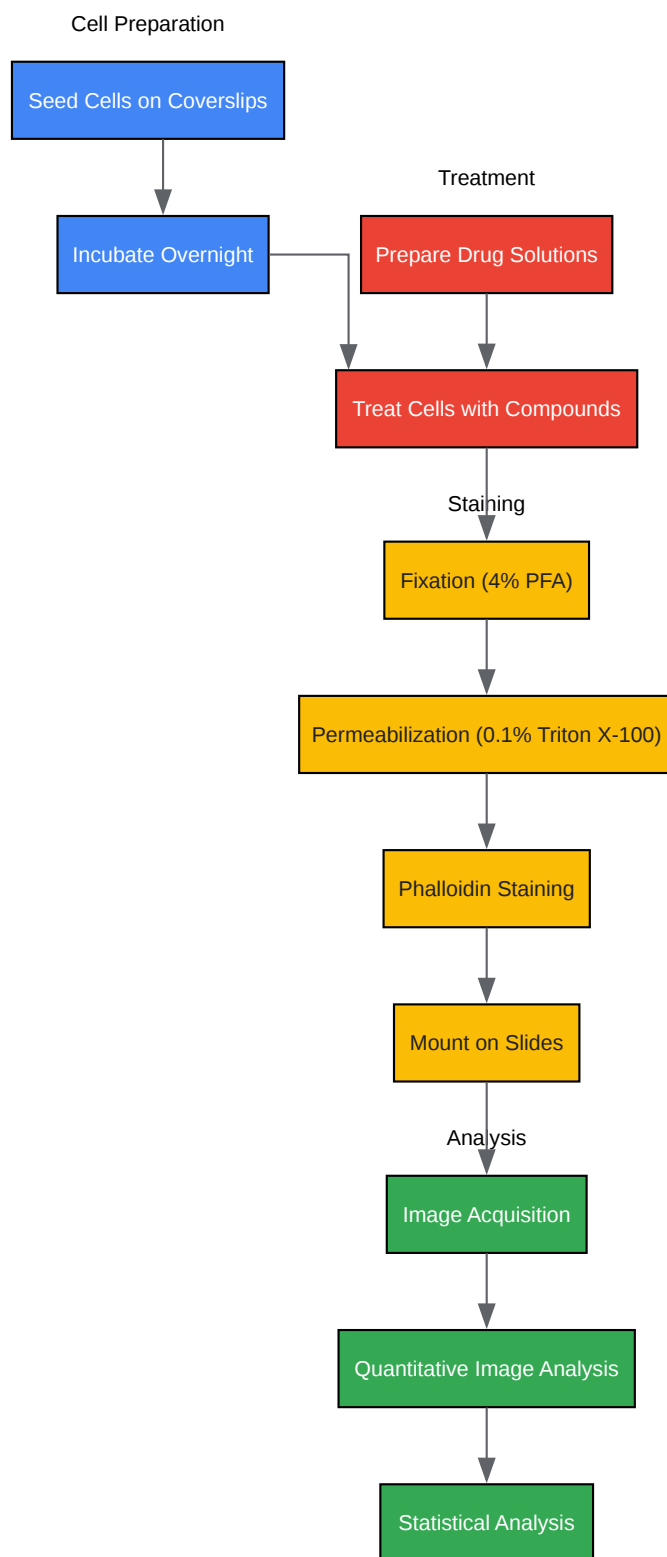 Cell Preparation
Seed Cells on Coverslips
Treatment
Incubate Overnight
Prepare Drug Solutions
Treat Cells with Compounds
Staining
Fixation (4% PFA)
Permeabilization (0.1% Triton X-100)
Phalloidin Staining
Mount on Slides
Analysis
Image Acquisition
Quantitative Image Analysis
Statistical Analysis